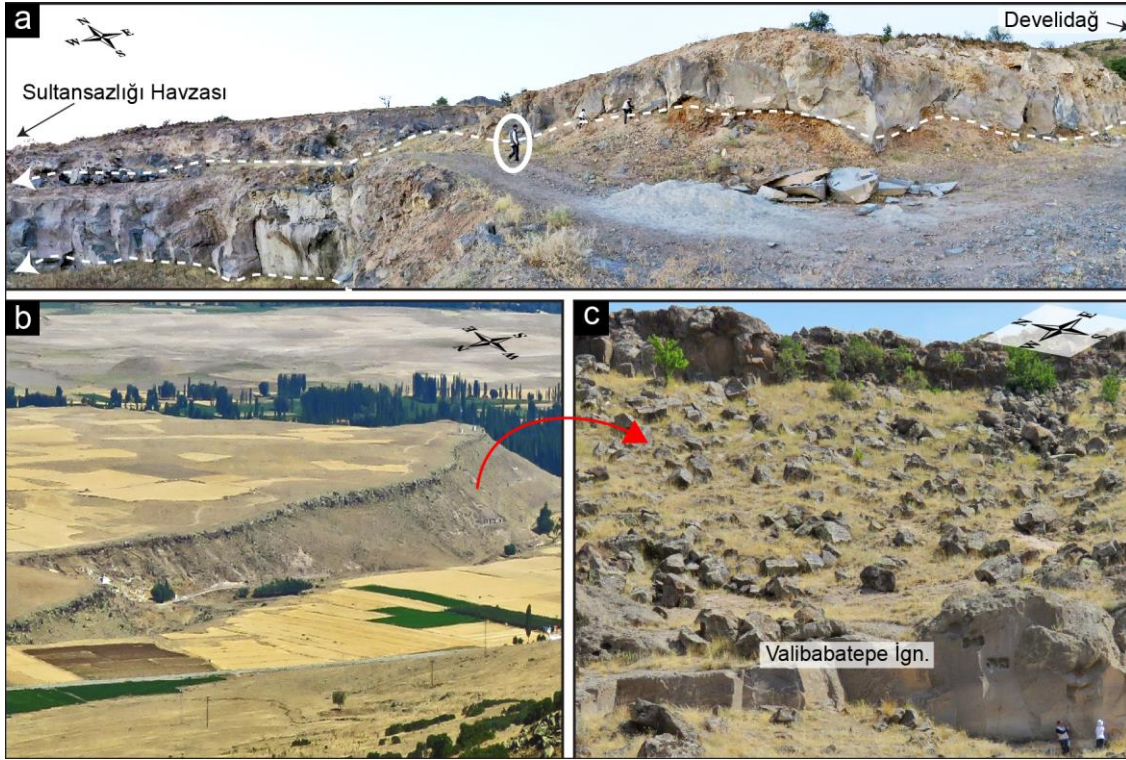 a
N
E
W
S
Develidağ
Sultansazlığı Havzası
b
E
S
N
W
c
N
E
W
S
Valibabatepe İgn.